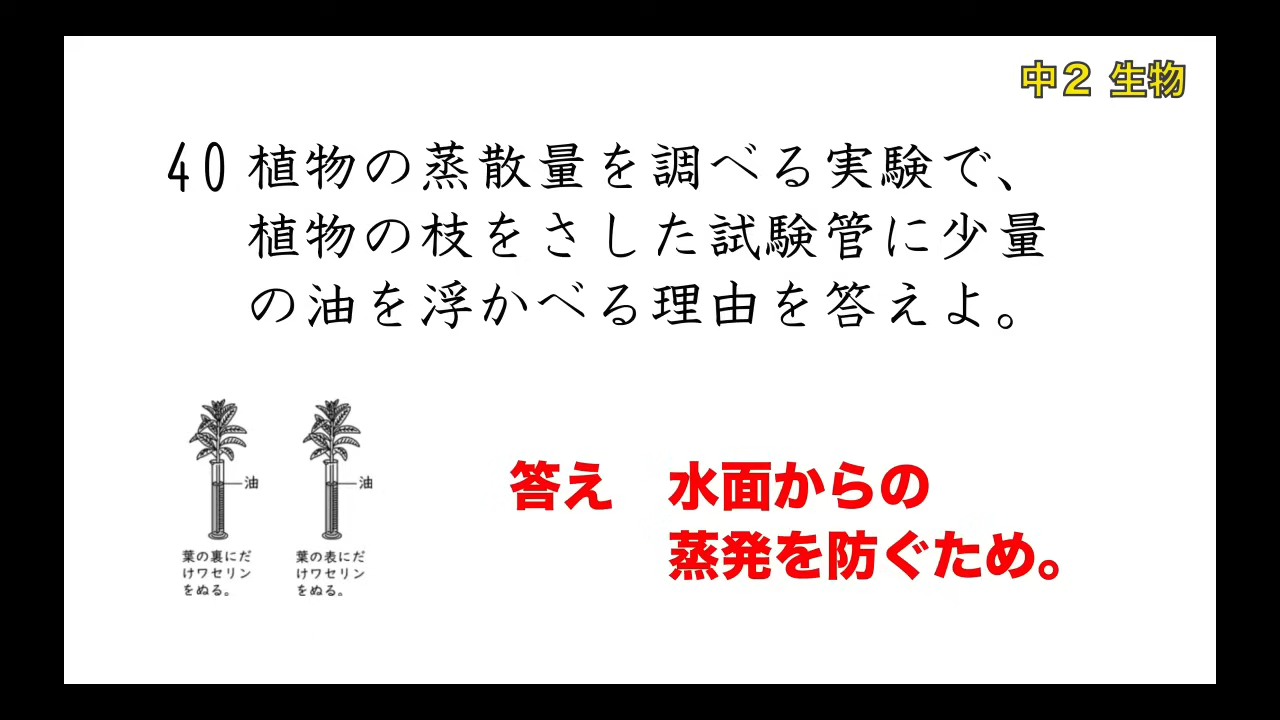 中２ 生物
40 植物の蒸散量を調べる実験で、
植物の枝をさした試験管に少量
の油を浮かべる理由を答えよ。
油
油
葉の裏にだ
けワセリン
をぬる。
葉の表にだ
けワセリン
をぬる。
答え 水面からの
蒸発を防ぐため。